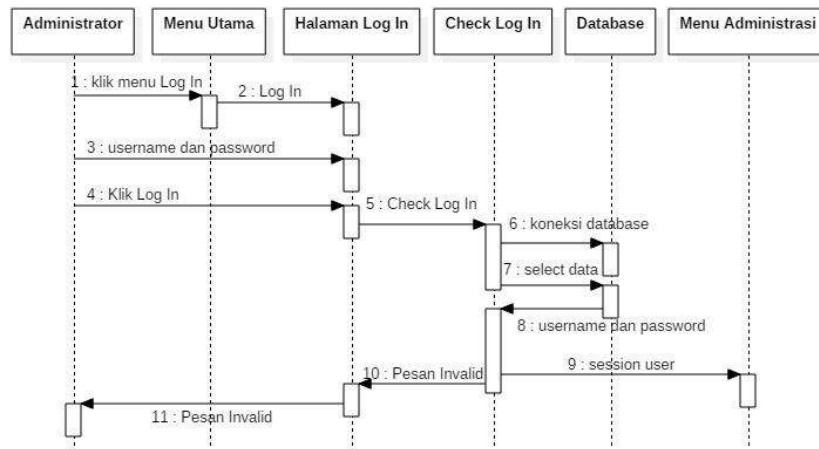 Administrator
Menu Utama
Halaman Log In
Check Log In
Database
Menu Administrasi
1 : klik menu Log In
2 : Log In
3 : username dan password
4 : Klik Log In
5 : Check Log In
6 : koneksi database
7 : select data
8 : username dan password
9 : session user
10 : Pesan Invalid
11 : Pesan Invalid